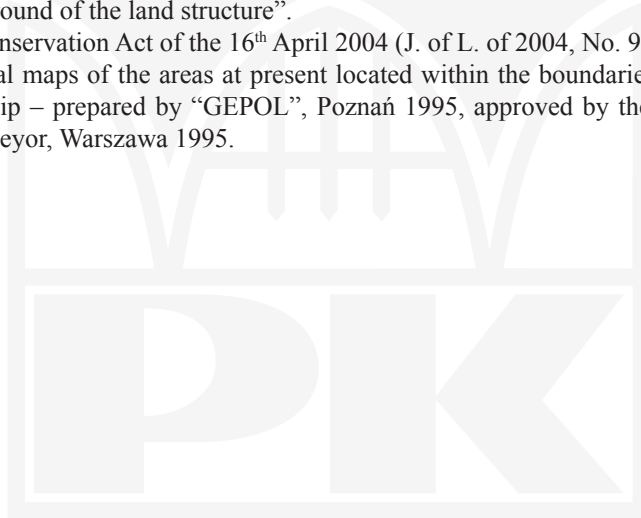 ound of the land structure”.
nservation Act of the 16th April 2004 (J. of L. of 2004, No. 9
al maps of the areas at present located within the boundarie
ip – prepared by “GEPOL”, Poznań 1995, approved by the
eyor, Warszawa 1995.
PK